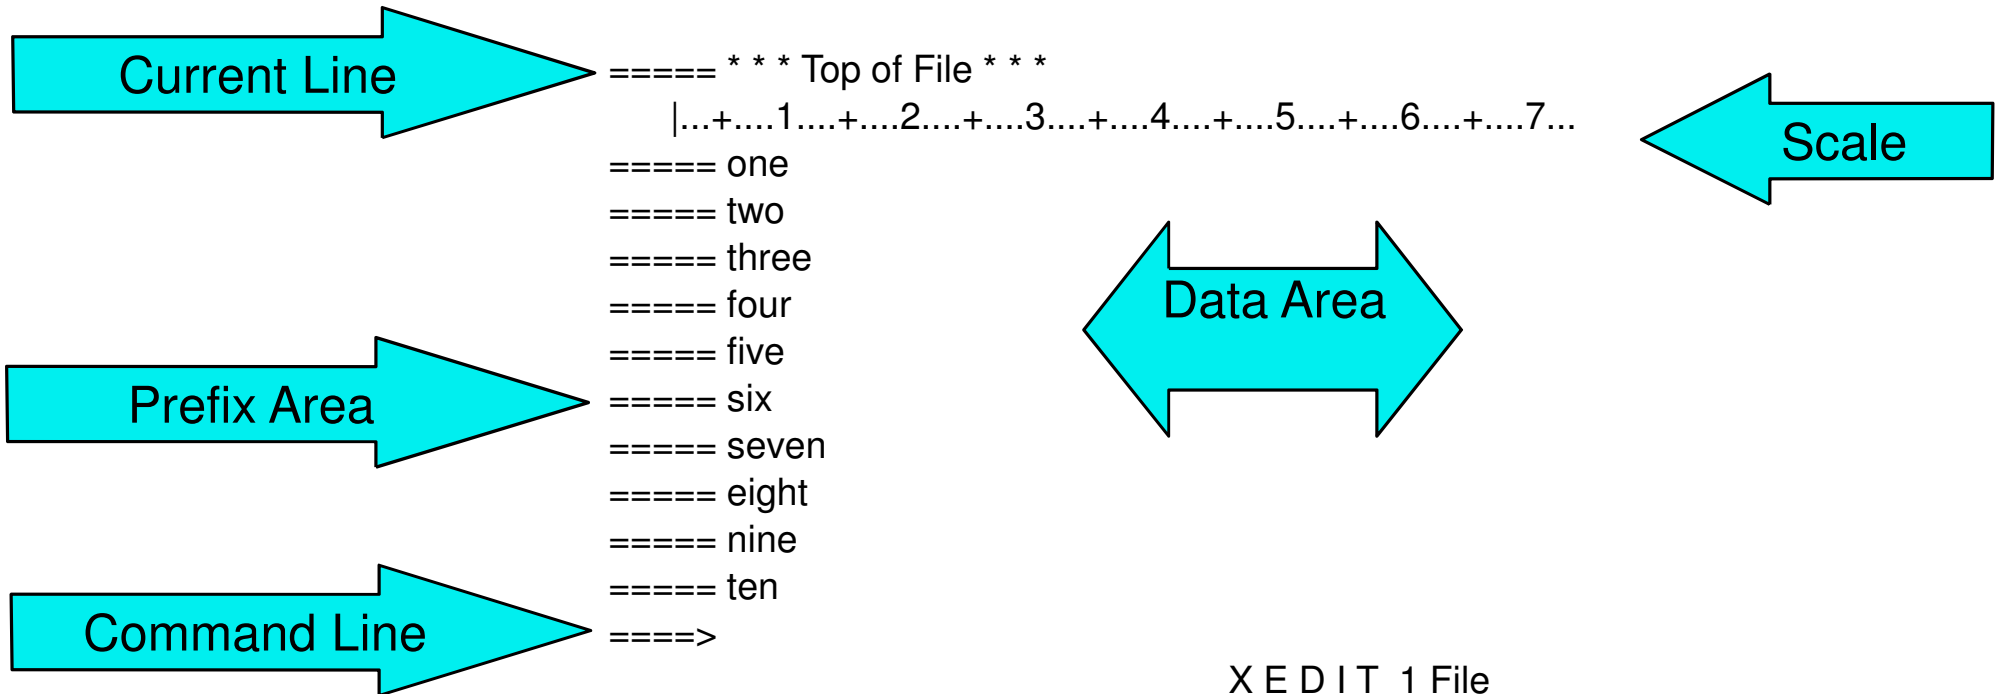 Current Line
===== * * * Top of File * * *
|...+....1....+....2....+....3....+....4....+....5....+....6....+....7...
Scale
===== one
===== two
===== three
===== four
Data Area
===== five
Prefix Area
===== six
===== seven
===== eight
===== nine
===== ten
Command Line
====>
X E D I T 1 File